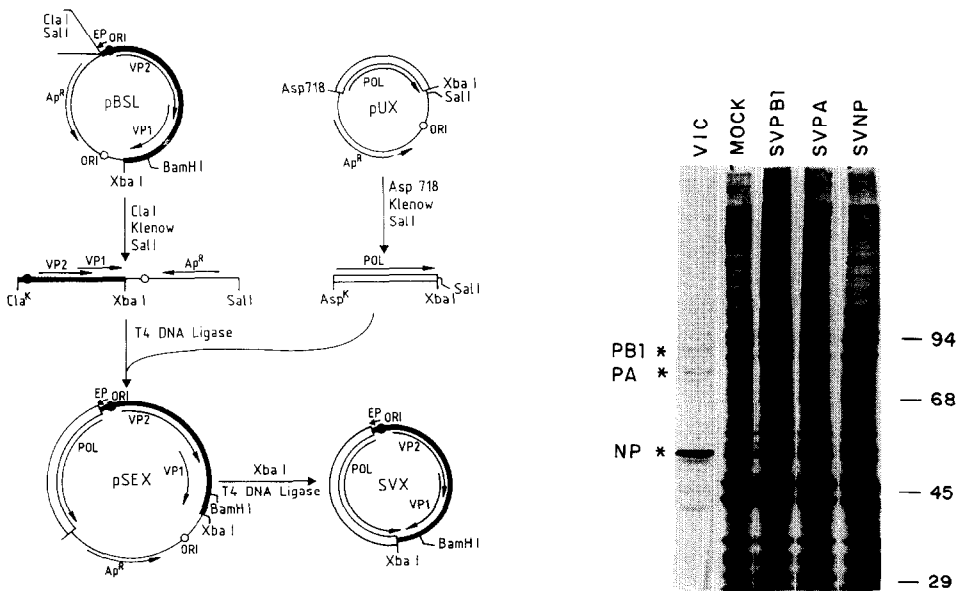 Cla I
Sal I
EP ORI
VP2
Ap^R
pBSL
VP1
ORI
BamH I
Xba I
Asp718
POL
Xba I
Sal I
pUX
ORI
Ap^R
Cla I
Klenow
Sal I
Asp 718
Klenow
Sal I
VP2
VP1
Ap^R
Cla^K
Xba I
Sal I
POL
Asp^K
Sal I
Xba I
T4 DNA Ligase
EP ORI
VP2
POL
pSEX
VP1
BamH I
Xba I
ORI
Ap^R
Xba I
T4 DNA Ligase
EP ORI
VP2
POL
SVX
VP1
BamH I
Xba I
VIC
MOCK
SVPB1
SVPA
SVNP
PB1 *
PA *
NP *
— 94
— 68
— 45
— 29